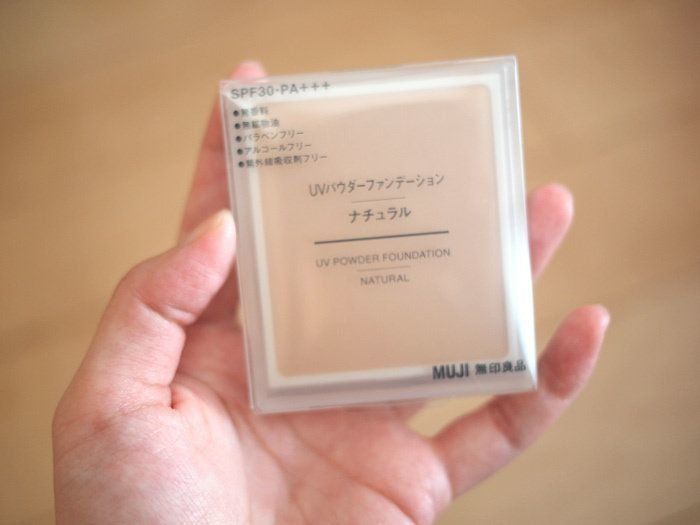 SPF30・PA+++
●無香料
●無鉱物油
●パラベンフリー
●アルコールフリー
●紫外線吸収剤フリー
UVパウダーファンデーション
ナチュラル
UV POWDER FOUNDATION
NATURAL
MUJI 無印良品